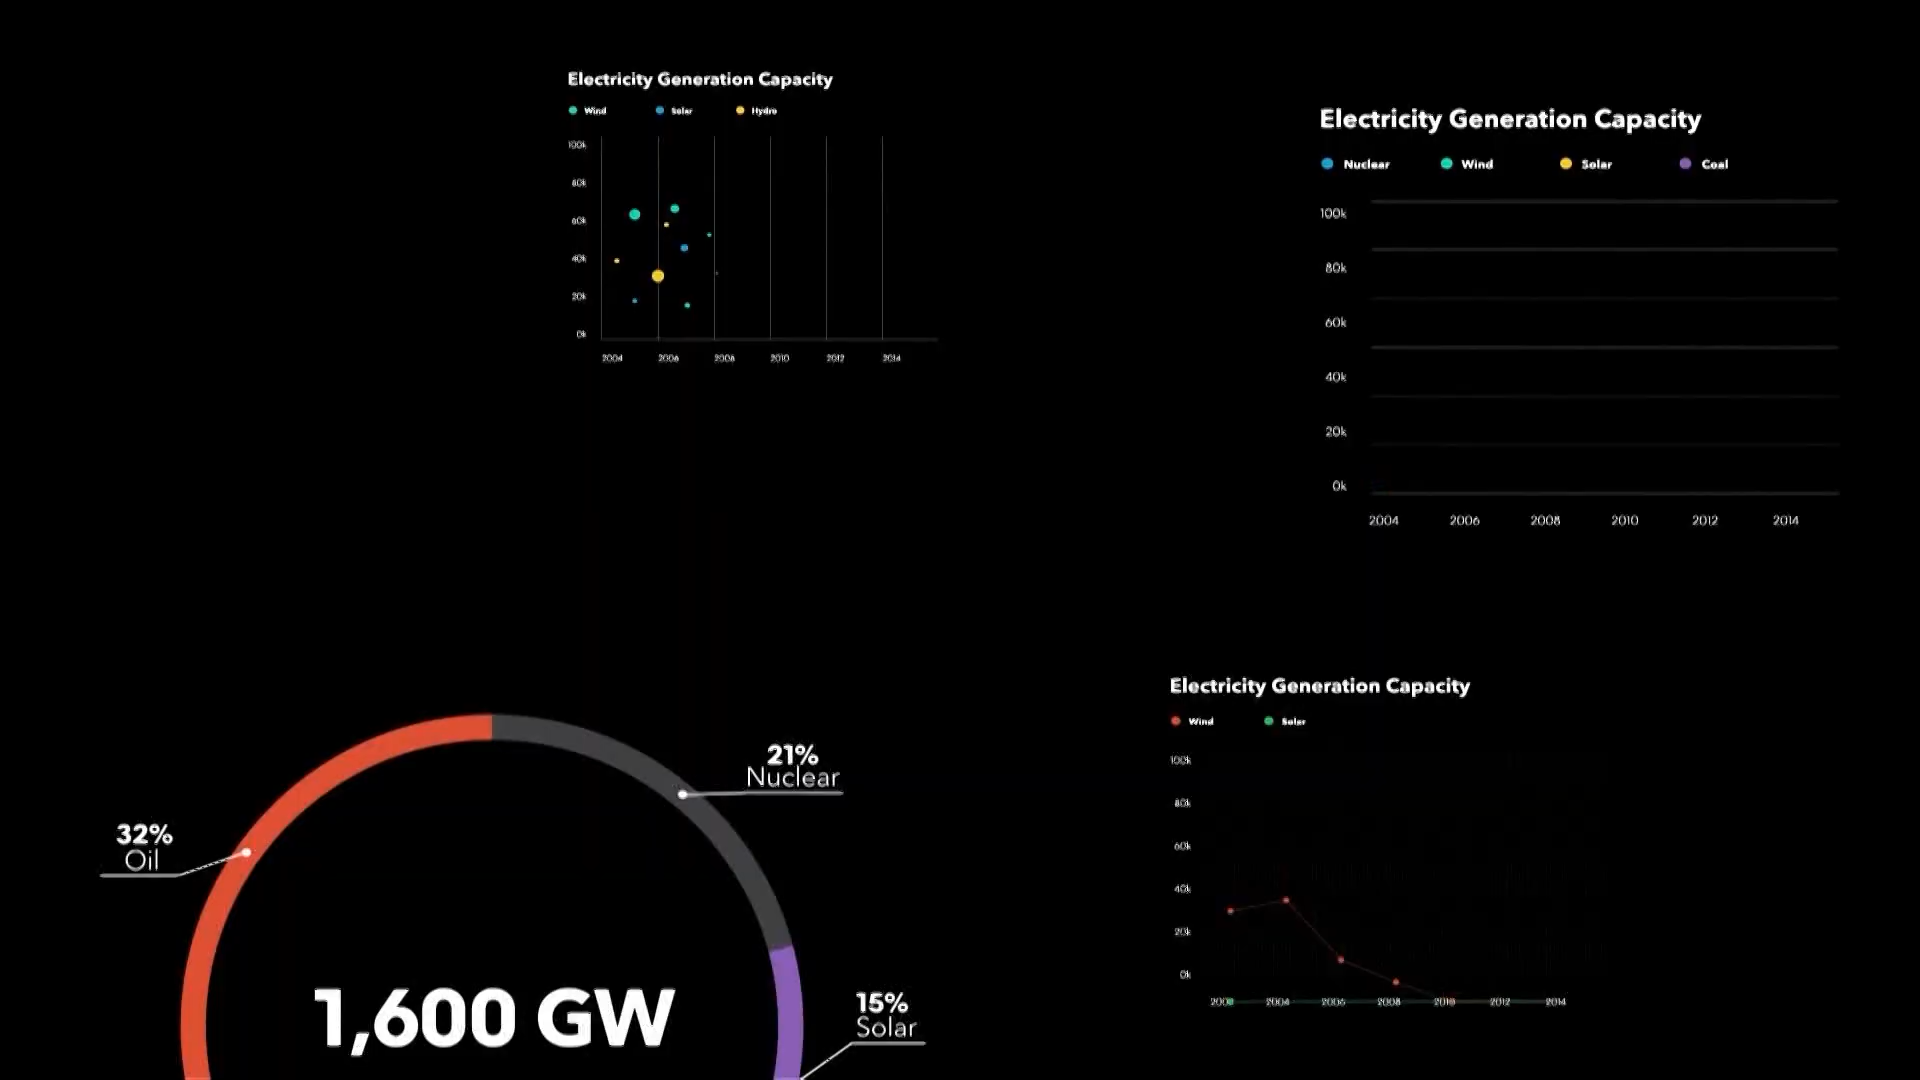 Electricity Generation Capacity
Wind Solar Hydro
100k
80k
60k
40k
20k
0k
2004 2006 2008 2010 2012 2014
Electricity Generation Capacity
Nuclear Wind Solar Coal
100k
80k
60k
40k
20k
0k
2004 2006 2008 2010 2012 2014
21%
Nuclear
32%
Oil
1,600 GW
15%
Solar
Electricity Generation Capacity
Wind Solar
100k
80k
60k
40k
20k
0k
2004 2006 2008 2010 2012 2014